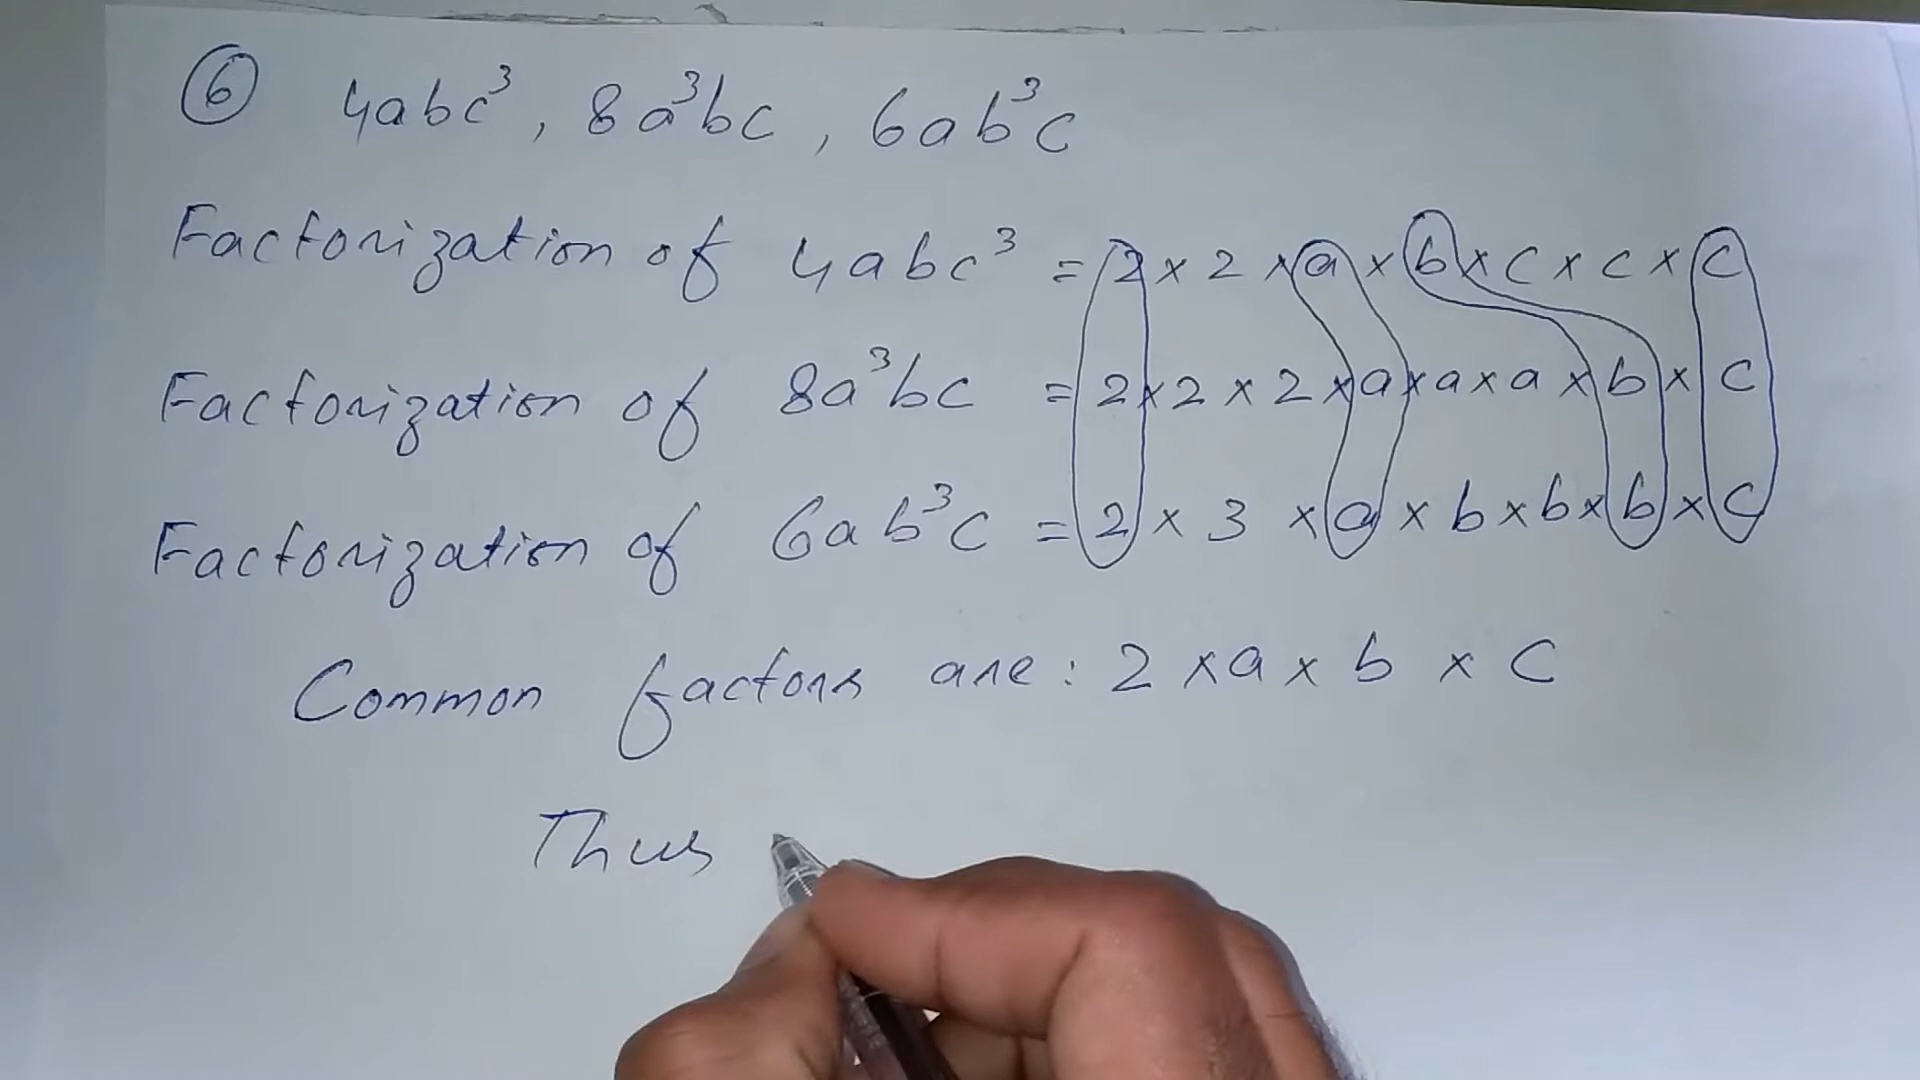 ⑥ 4abc³, 8a³bc, 6ab³c
Factorization of 4abc³ = 2 × 2 × a × b × c × c × c
Factorization of 8a³bc = 2 × 2 × 2 × a × a × a × b × c
Factorization of 6ab³c = 2 × 3 × a × b × b × b × c
Common factors are: 2 × a × b × c
Thus